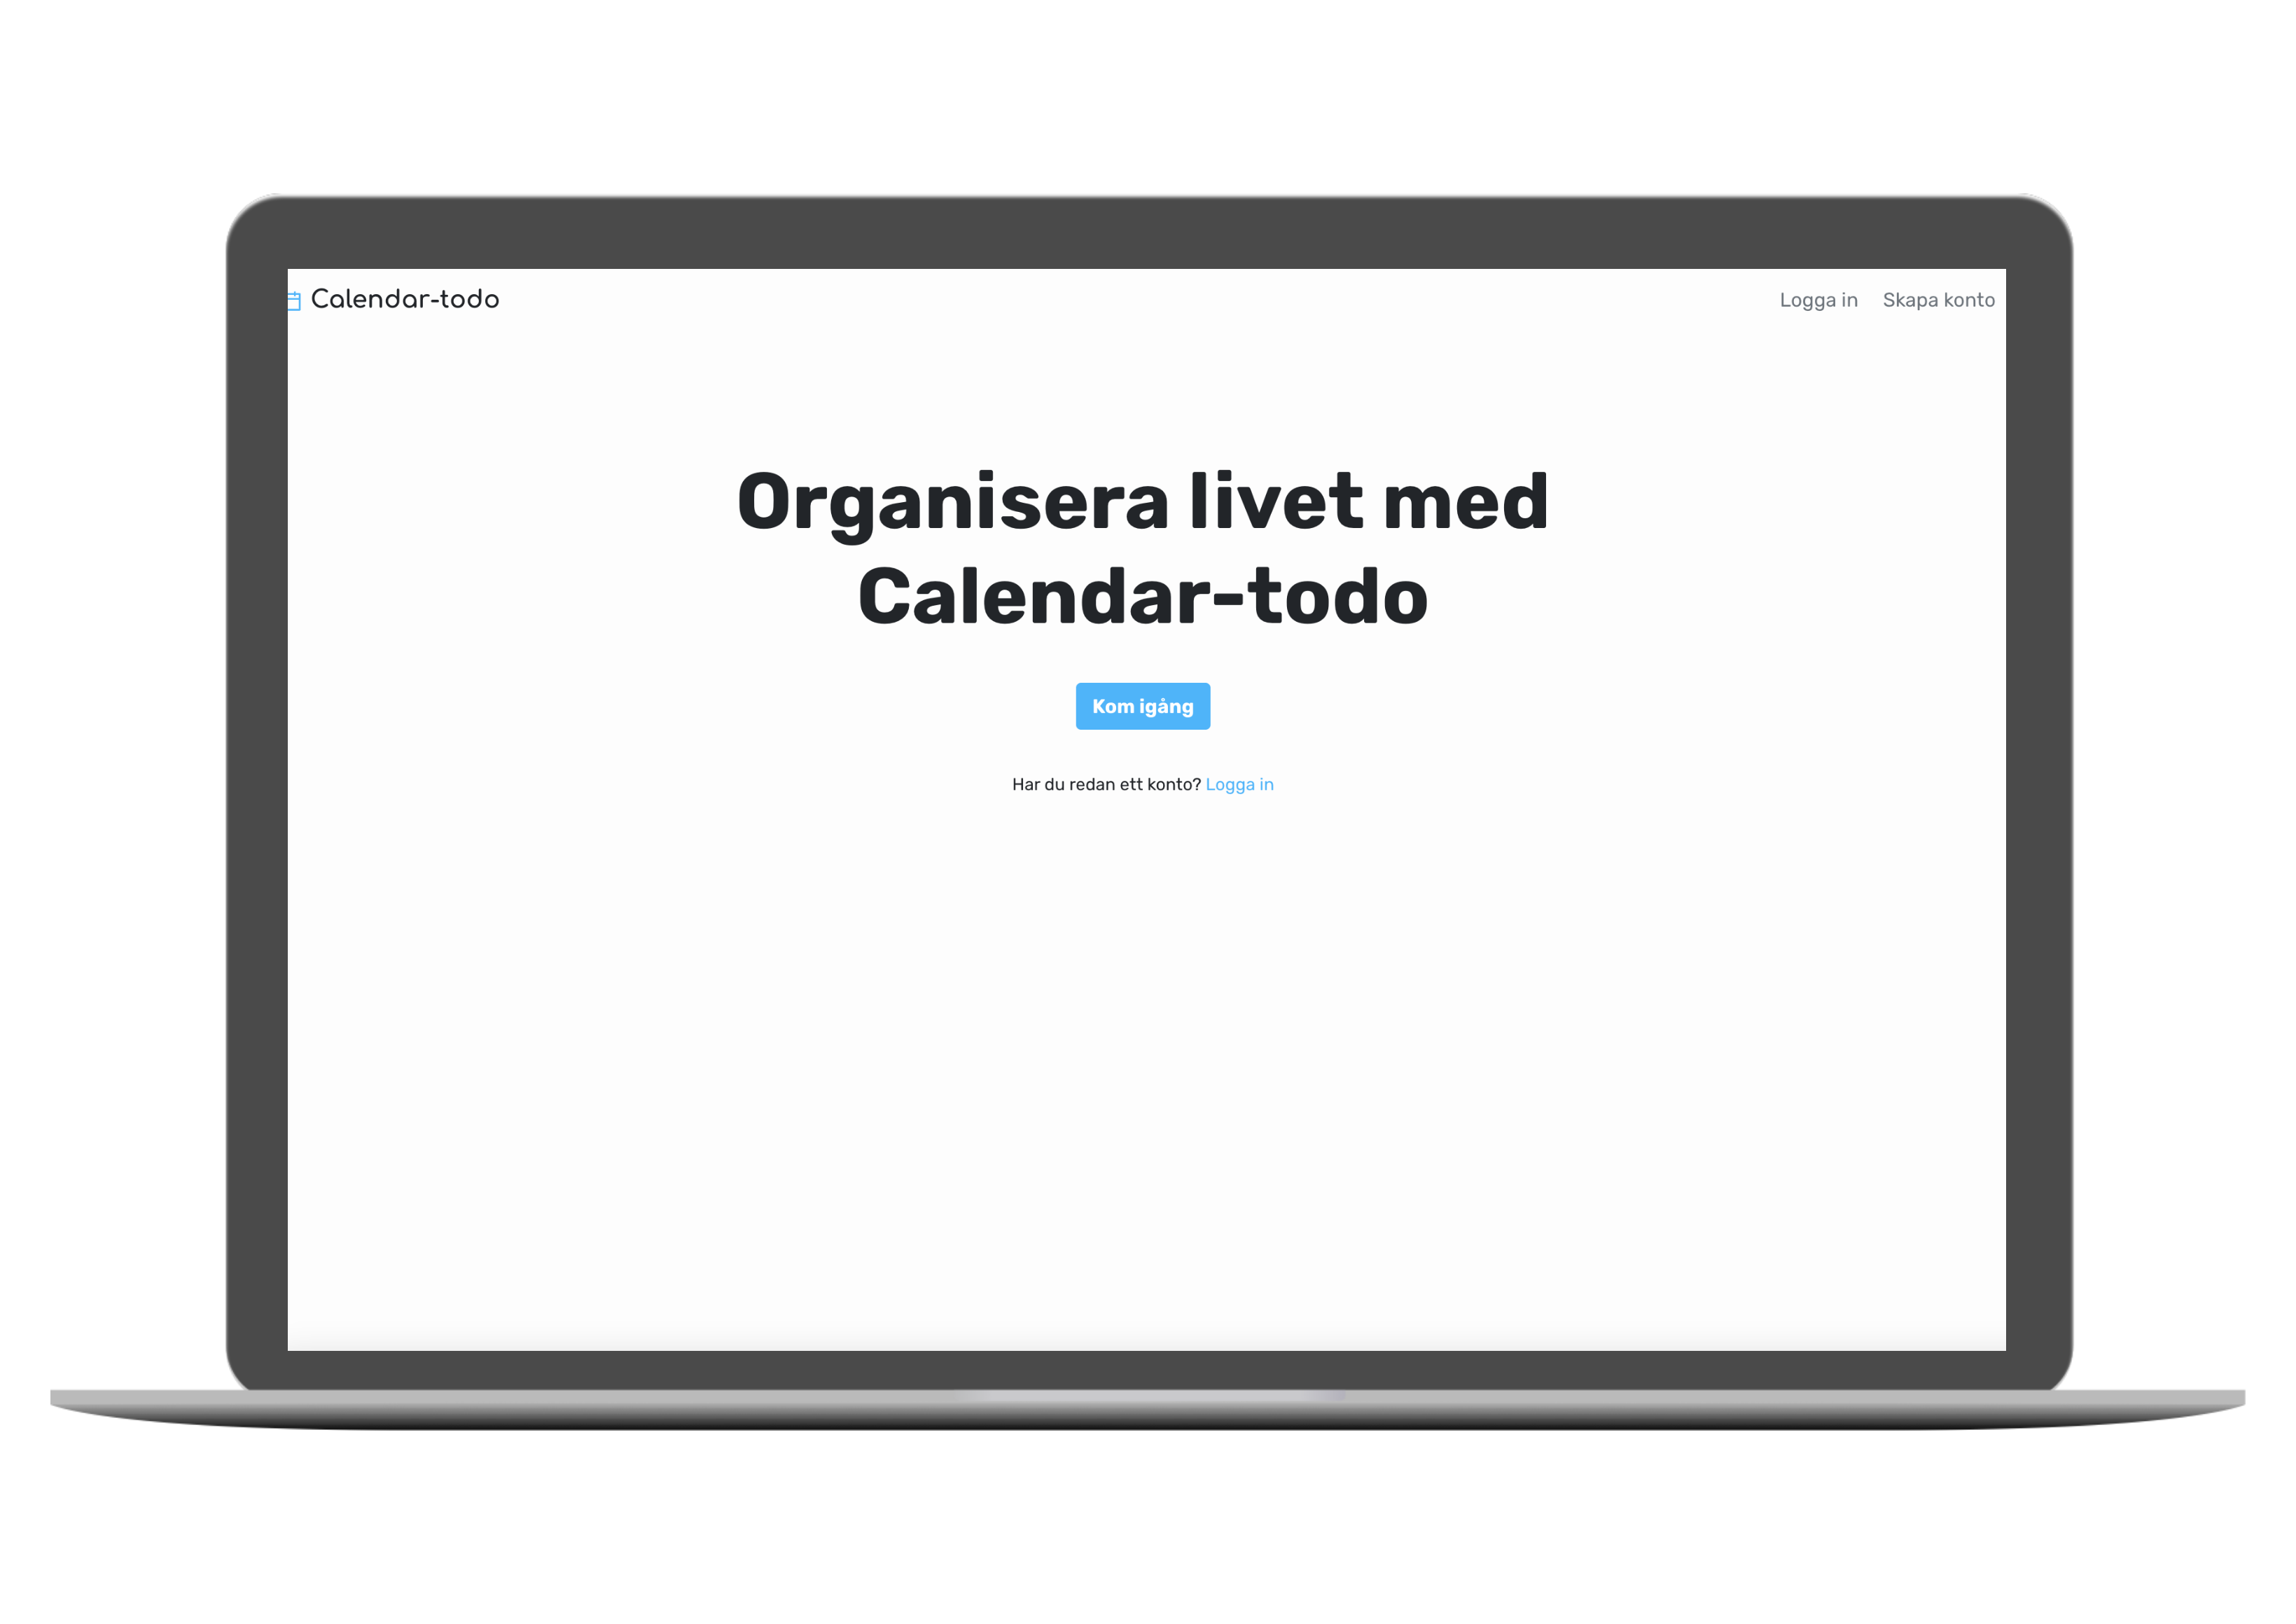 Calendar-todo
Logga in Skapa konto
Organisera livet med
Calendar-todo
Kom igång
Har du redan ett konto? Logga in